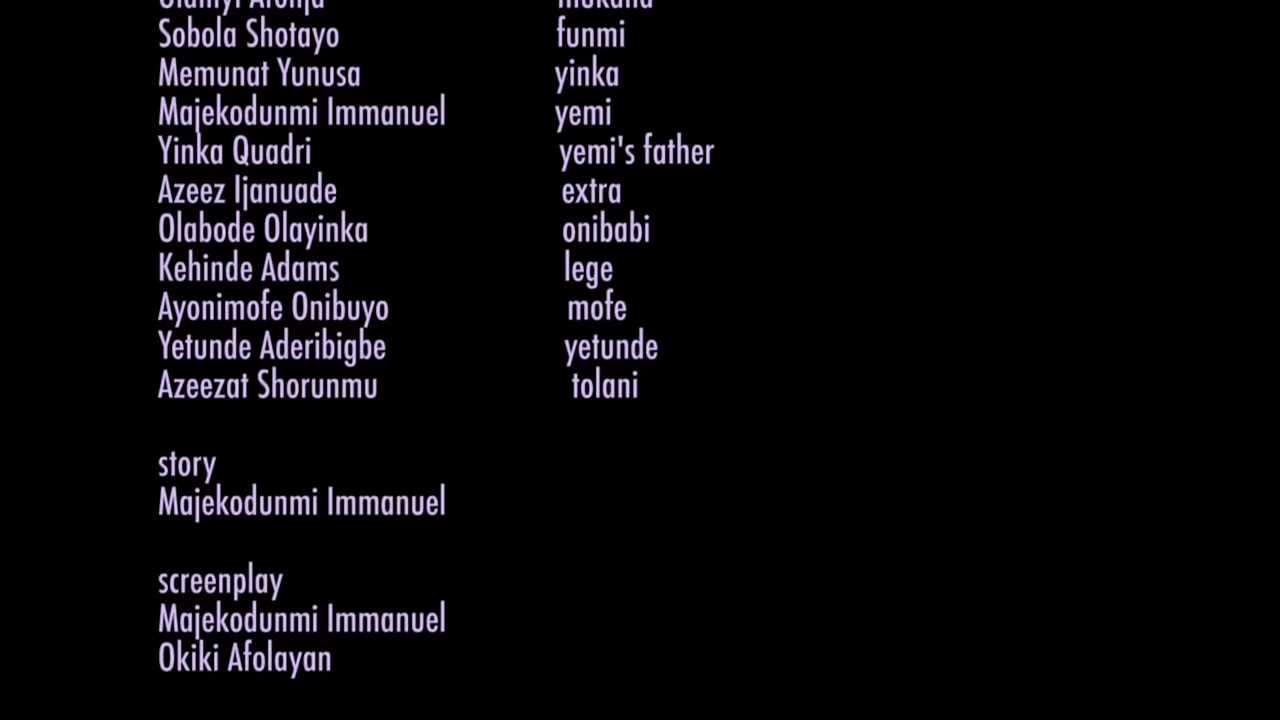 Sobola Shotayo funmi
Memunat Yunusa yinka
Majekodunmi Immanuel yemi
Yinka Quadri yemi's father
Azeez Ijanuade extra
Olabode Olayinka onibabi
Kehinde Adams lege
Ayonimofe Onibuyo mofe
Yetunde Aderibigbe yetunde
Azeezat Shorunmu tolani
story
Majekodunmi Immanuel
screenplay
Majekodunmi Immanuel
Okiki Afolayan